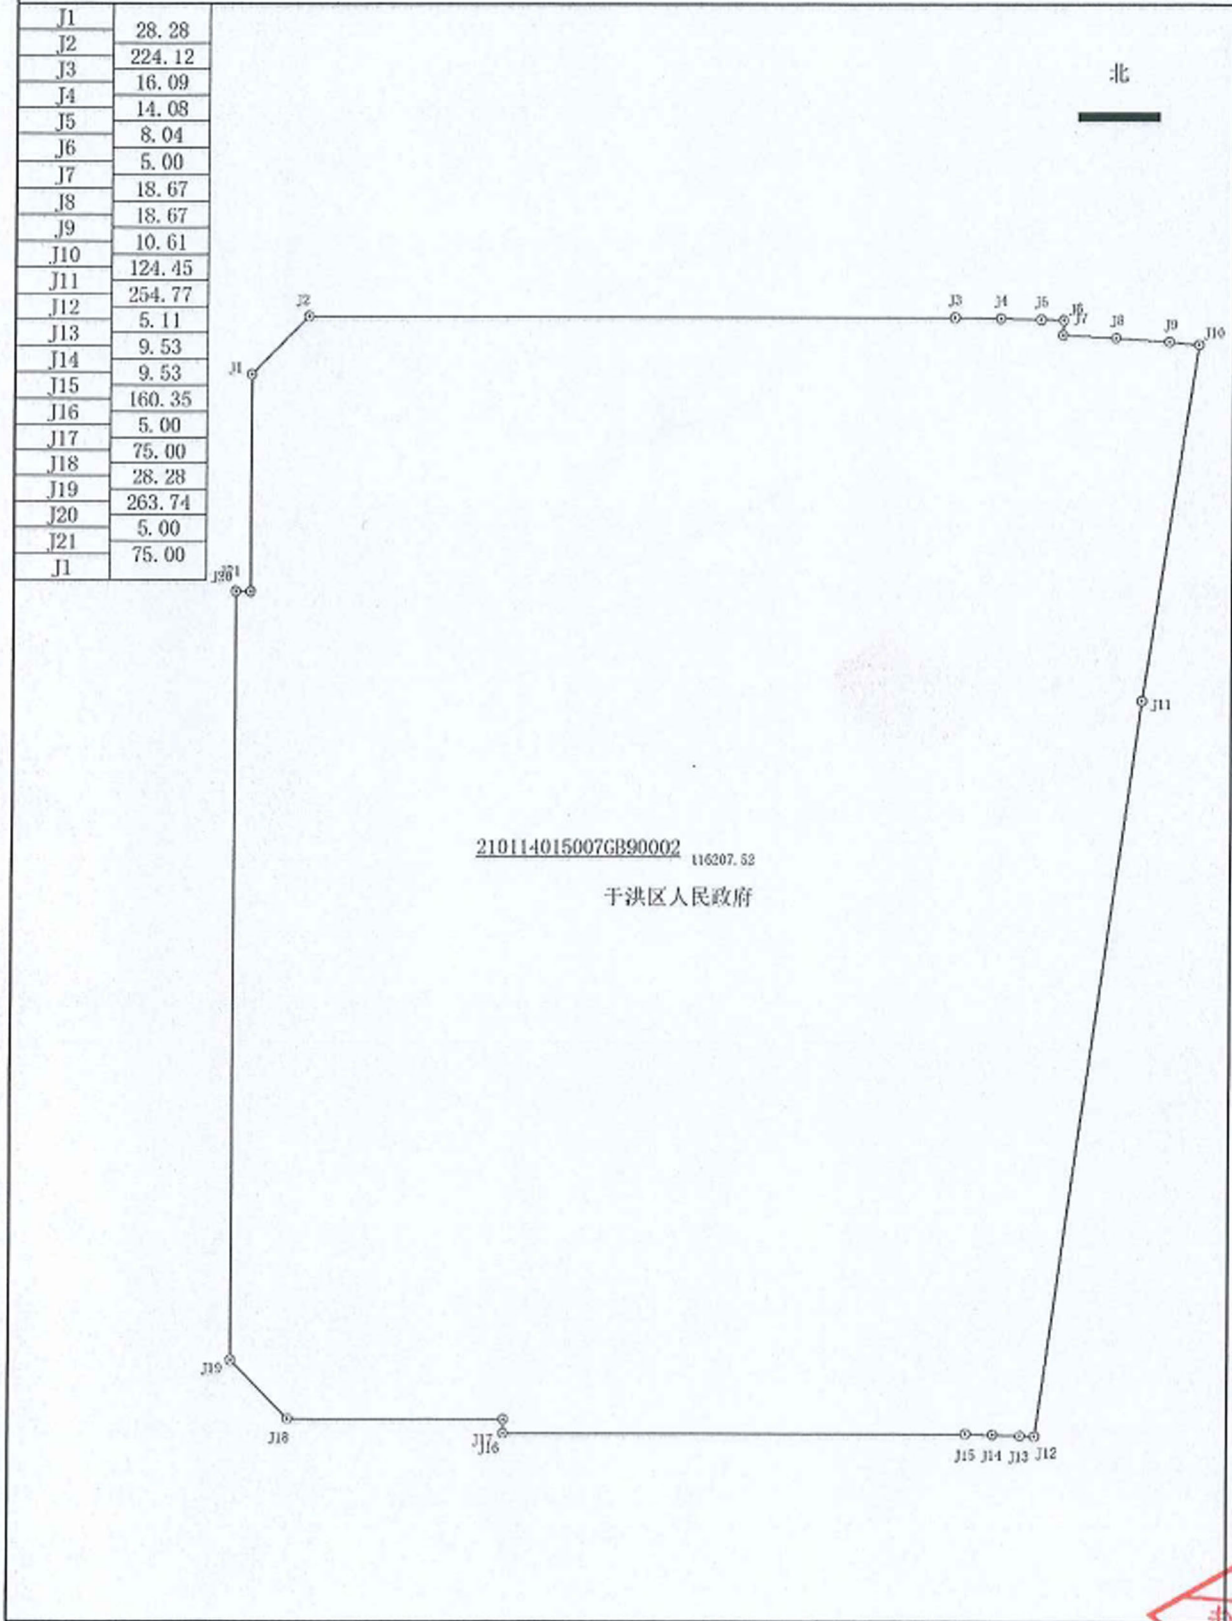 J1
28.28
J2
224.12
J3
16.09
J4
14.08
J5
8.04
J6
5.00
J7
18.67
J8
18.67
J9
10.61
J10
124.45
J11
254.77
J12
5.11
J13
9.53
J14
9.53
J15
160.35
J16
5.00
J17
75.00
J18
28.28
J19
263.74
J20
5.00
J21
75.00
J1
北
J2
J3 J4 J5 J6
J7 J8 J9 J10
J1
J20 J21
J11
210114015007GB90002 116207.52
于洪区人民政府
J19
J18 J17
J16
J15 J14 J13 J12